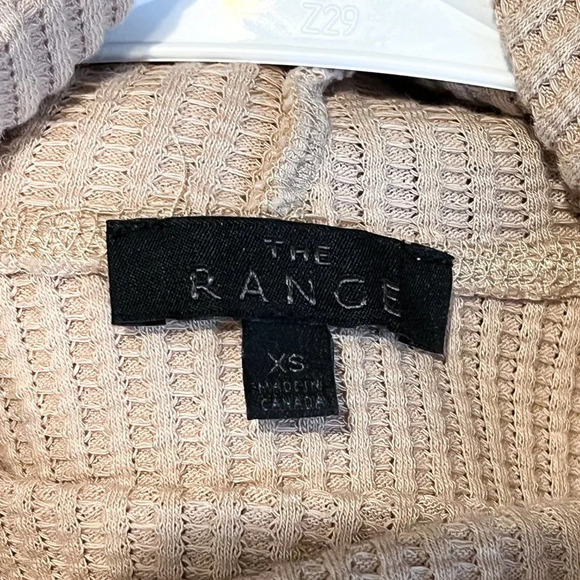 Z29
THE
RANGE
XS
MADE IN
CANADA